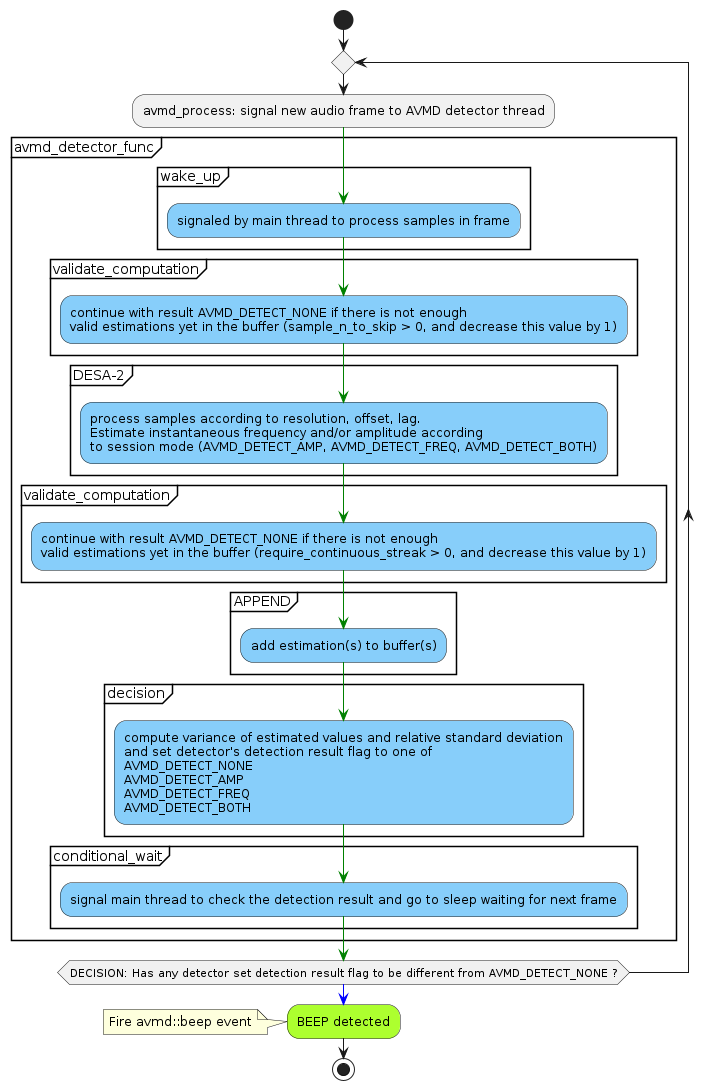 avmd_process: signal new audio frame to AVMD detector thread
avmd_detector_func
wake_up
signaled by main thread to process samples in frame
validate_computation
continue with result AVMD_DETECT_NONE if there is not enough
valid estimations yet in the buffer (sample_n_to_skip > 0, and decrease this value by 1)
DESA-2
process samples according to resolution, offset, lag.
Estimate instantaneous frequency and/or amplitude according
to session mode (AVMD_DETECT_AMP, AVMD_DETECT_FREQ, AVMD_DETECT_BOTH)
validate_computation
continue with result AVMD_DETECT_NONE if there is not enough
valid estimations yet in the buffer (require_continuous_streak > 0, and decrease this value by 1)
APPEND
add estimation(s) to buffer(s)
decision
compute variance of estimated values and relative standard deviation
and set detector's detection result flag to one of
AVMD_DETECT_NONE
AVMD_DETECT_AMP
AVMD_DETECT_FREQ
AVMD_DETECT_BOTH
conditional_wait
signal main thread to check the detection result and go to sleep waiting for next frame
DECISION: Has any detector set detection result flag to be different from AVMD_DETECT_NONE ?
Fire avmd::beep event
BEEP detected